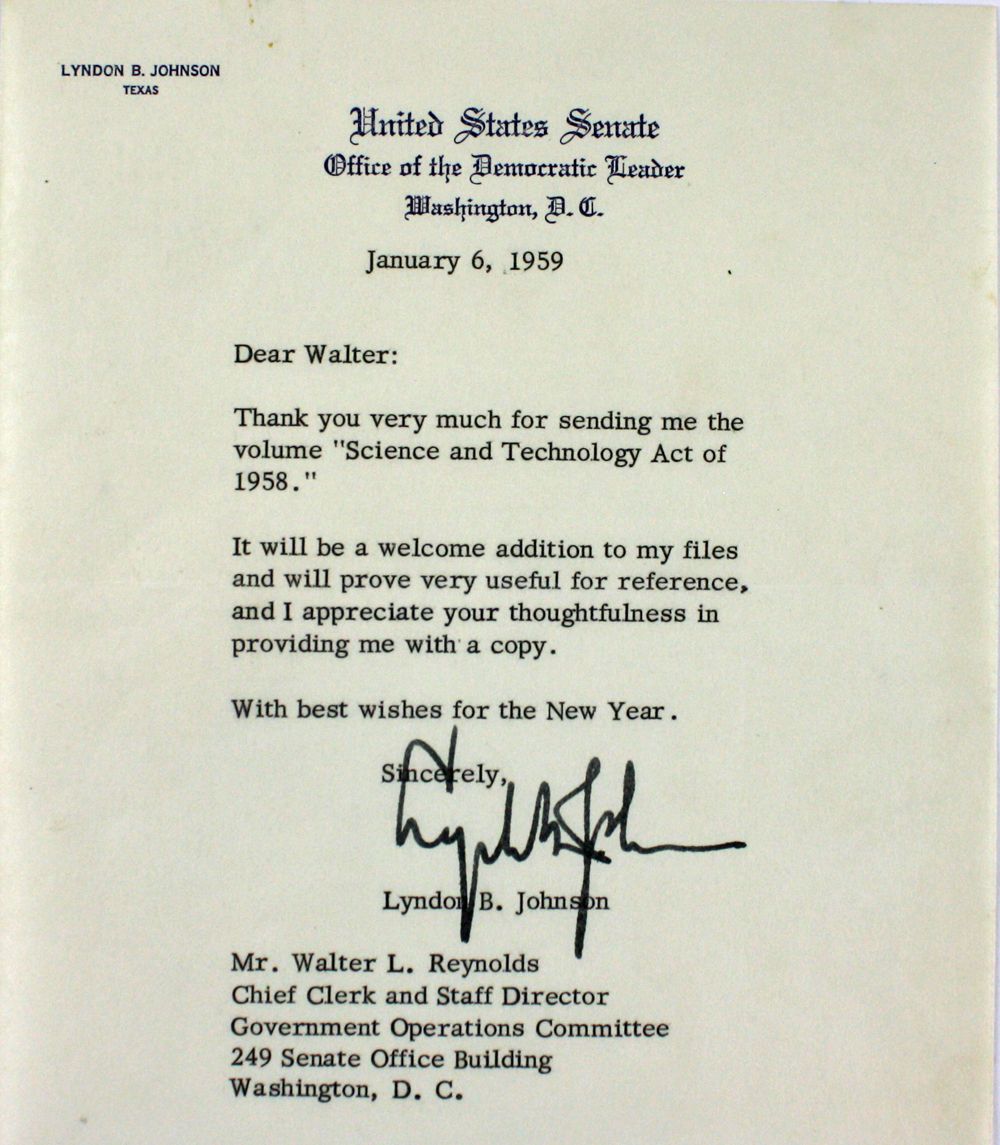 LYNDON B. JOHNSON
TEXAS
United States Senate
Office of the Democratic Leader
Washington, D. C.
January 6, 1959
Dear Walter:
Thank you very much for sending me the
volume "Science and Technology Act of
1958."
It will be a welcome addition to my files
and will prove very useful for reference,
and I appreciate your thoughtfulness in
providing me with a copy.
With best wishes for the New Year.
Sincerely,
Lyndon B. Johnson
Lyndon B. Johnson
Mr. Walter L. Reynolds
Chief Clerk and Staff Director
Government Operations Committee
249 Senate Office Building
Washington, D. C.